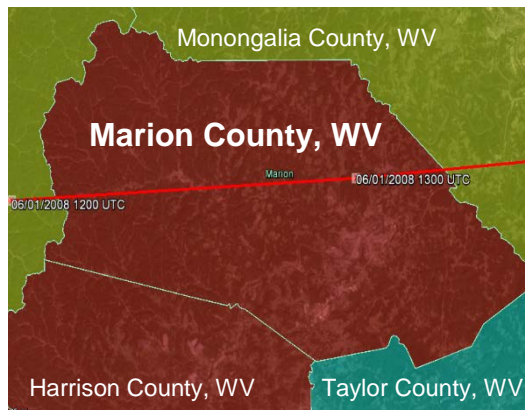 Monongalia County, WV
Marion County, WV
Marion
06/01/2008 1300 UTC
06/01/2008 1200 UTC
Harrison County, WV
Taylor County, WV